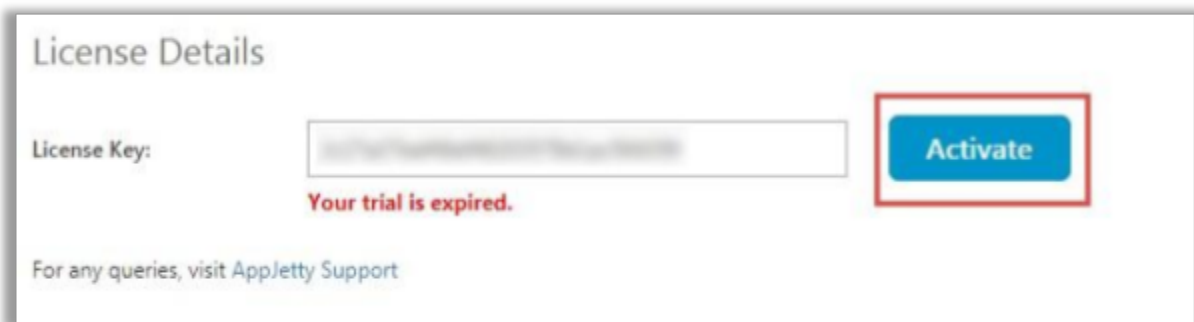 License Details
License Key:
Activate
Your trial is expired.
For any queries, visit AppJetty Support